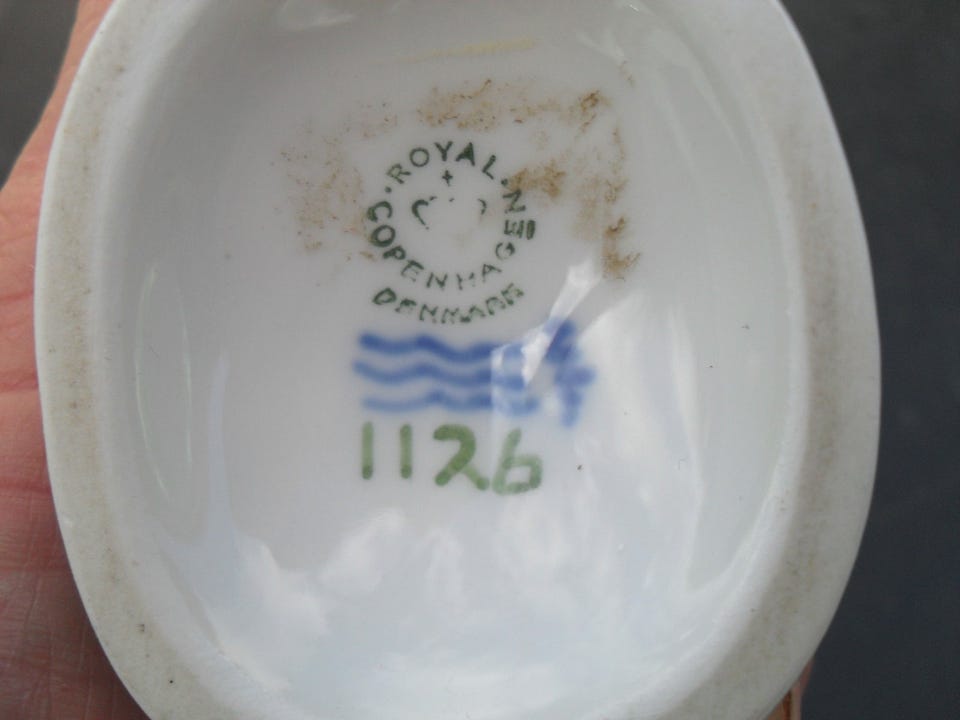 ROYAL
COPENHAGEN
DENMARK
1126